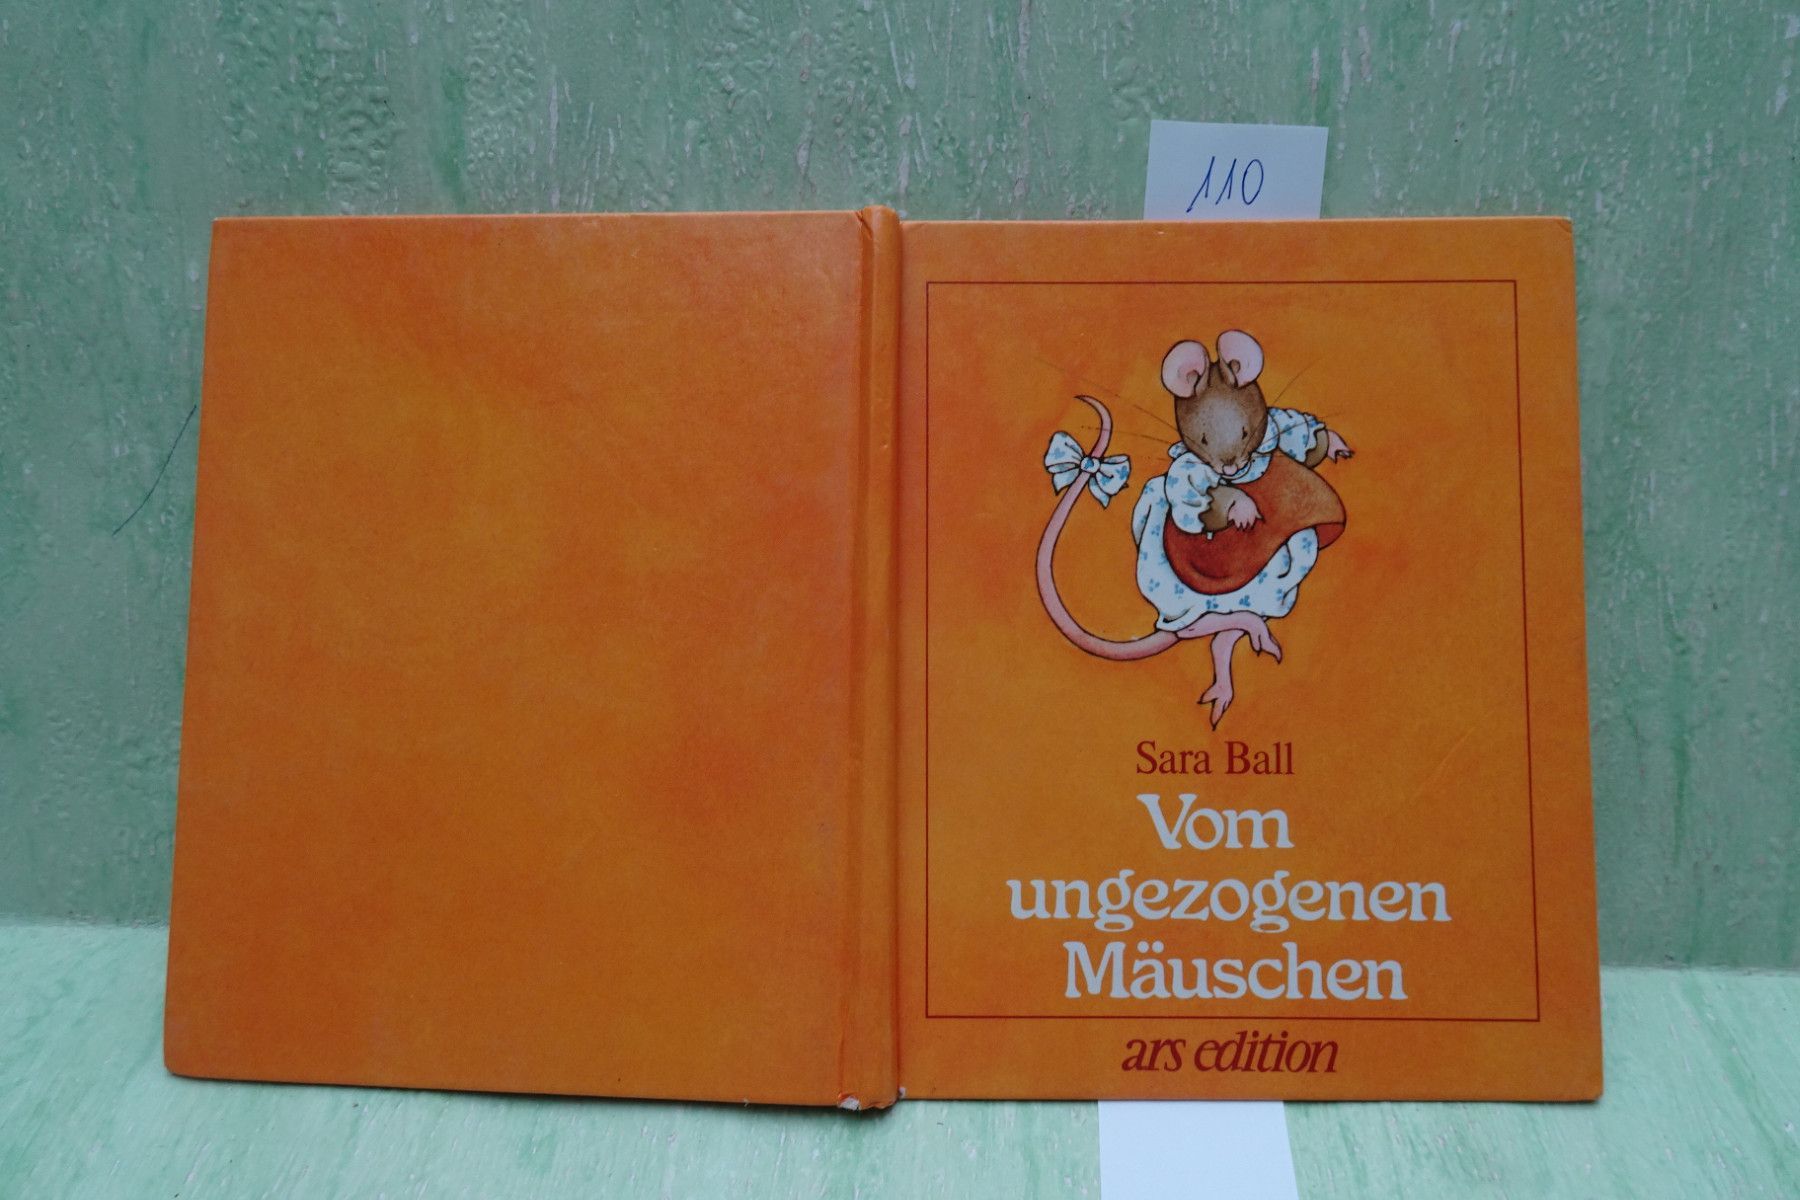 110
Sara Ball
Vom
ungezogenen
Mäuschen
ars edition